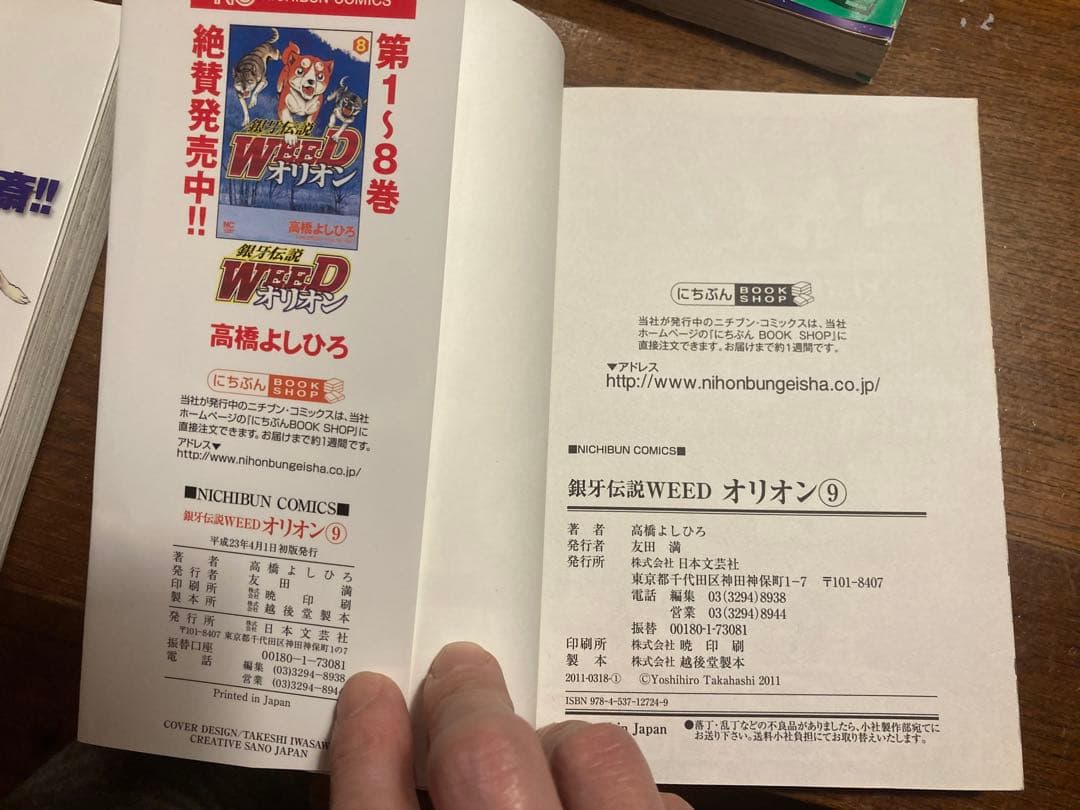 斎!!
NICHIBUN COMICS
第1〜8巻
絶賛発売中!!
8
銀牙伝説
WEED
オリオン
高橋よしひろ
銀牙伝説
WEED
オリオン
高橋よしひろ
にちぶん BOOK SHOP
当社が発行中のニチブン・コミックスは、当社
ホームページの『にちぶんBOOK SHOP』に
直接注文できます。お届けまで約1週間です。
アドレス▼
http://www.nihonbungeisha.co.jp/
■NICHIBUN COMICS■
銀牙伝説WEEDオリオン⑨
平成23年4月1日初版発行
著者 高橋よしひろ
発行者 友田満
印刷所 株式会社 暁印刷
製本所 株式会社 越後堂製本
発行所 株式会社 日本文芸社
〒101-8407 東京都千代田区神田神保町1の7
振替口座 00180-1-73081
電話 編集 (03)3294-8938
営業 (03)3294-8944
Printed in Japan
COVER DESIGN/TAKESHI IWASAW
CREATIVE SANO JAPAN
にちぶん BOOK SHOP
当社が発行中のニチブン・コミックスは、当社
ホームページの『にちぶん BOOK SHOP』に
直接注文できます。お届けまで約1週間です。
▼アドレス
http://www.nihonbungeisha.co.jp/
■NICHIBUN COMICS■
銀牙伝説WEED オリオン⑨
著者 高橋よしひろ
発行者 友田 満
発行所 株式会社 日本文芸社
東京都千代田区神田神保町1-7 〒101-8407
電話 編集 03(3294)8938
営業 03(3294)8944
振替 00180-1-73081
印刷所 株式会社 暁 印 刷
製本 株式会社 越後堂製本
2011-0318-① ©Yoshihiro Takahashi 2011
ISBN 978-4-537-12724-9
in Japan
●落丁・乱丁などの不良品がありましたら、小社製作部宛てに
お送り下さい。送料小社負担にてお取り替えいたします。